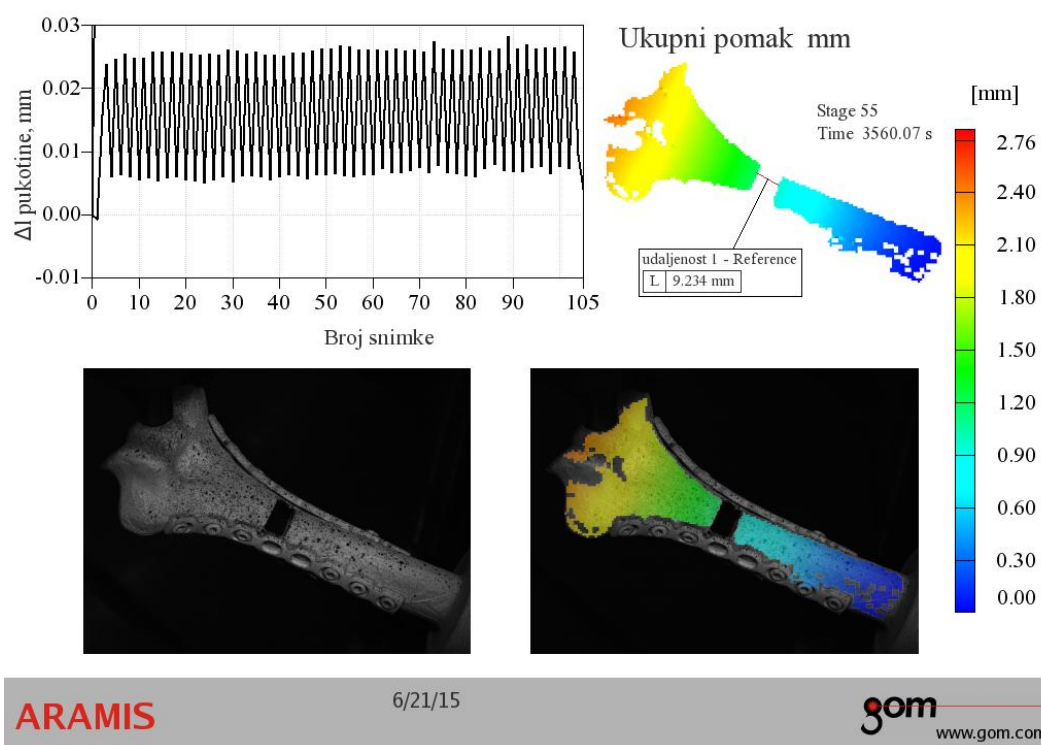 0.03
0.02
0.01
0.00
-0.01
Δl pukotine, mm
0 10 20 30 40 50 60 70 80 90 105
Broj snimke
Ukupni pomak mm
Stage 55
Time 3560.07 s
udaljenost 1 - Reference
L 9.234 mm
[mm]
2.76
2.40
2.10
1.80
1.50
1.20
0.90
0.60
0.30
0.00
ARAMIS
6/21/15
gom
www.gom.com